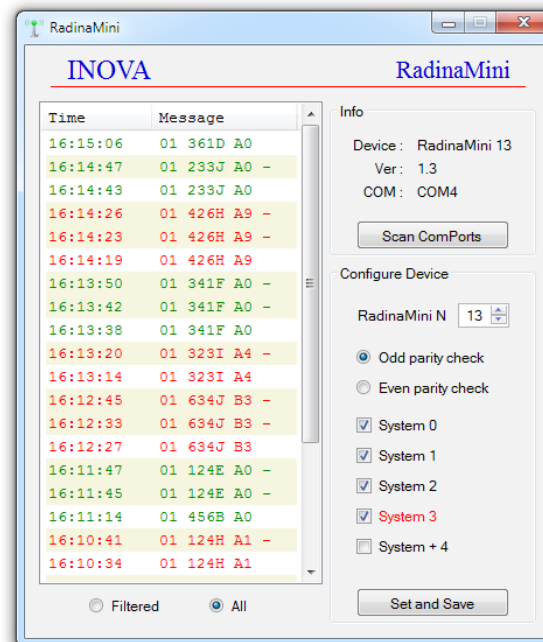 RadinaMini
INOVA RadinaMini
Time Message
16:15:06 01 361D A0
16:14:47 01 233J A0 -
16:14:43 01 233J A0
16:14:26 01 426H A9 -
16:14:23 01 426H A9 -
16:14:19 01 426H A9
16:13:50 01 341F A0 -
16:13:42 01 341F A0 -
16:13:38 01 341F A0
16:13:20 01 323I A4 -
16:13:14 01 323I A4
16:12:45 01 634J B3 -
16:12:33 01 634J B3 -
16:12:27 01 634J B3
16:11:47 01 124E A0 -
16:11:45 01 124E A0 -
16:11:14 01 456B A0
16:10:41 01 124H A1 -
16:10:34 01 124H A1
Filtered All
Info
Device : RadinaMini 13
Ver : 1.3
COM : COM4
Scan ComPorts
Configure Device
RadinaMini N 13
Odd parity check
Even parity check
System 0
System 1
System 2
System 3
System + 4
Set and Save